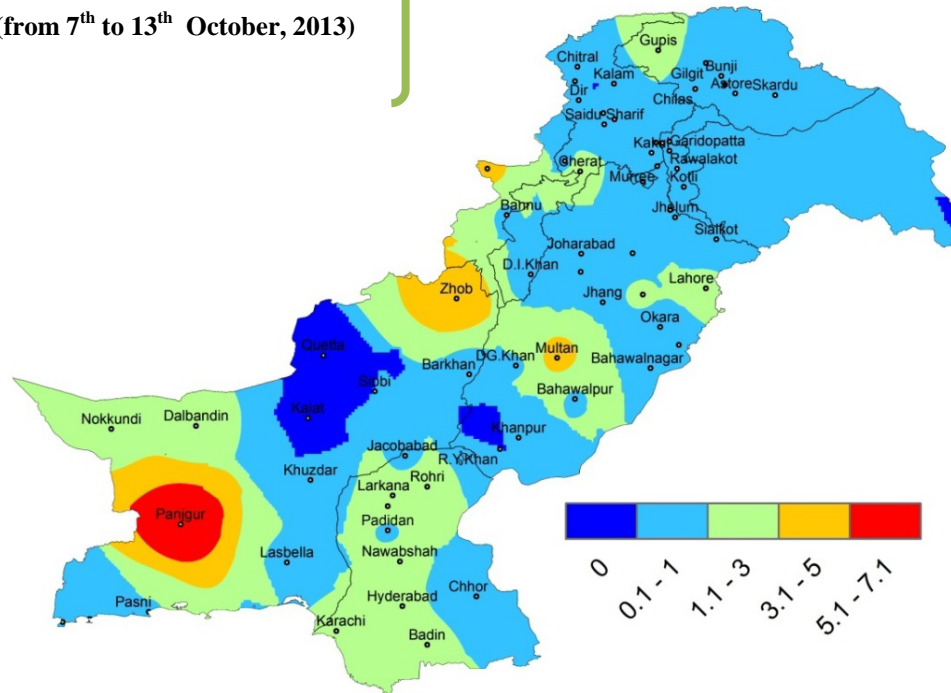 (from 7th to 13th October, 2013)
Gupis
Chitral
Bunji
Kalam
Gilgit
Astore
Skardu
Dir
Chilas
Saidu Sharif
Kakul
Garidopatta
Cherat
Rawalakot
Murree
Kotli
Bannu
Jhelum
Sialkot
Joharabad
D.I.Khan
Lahore
Zhob
Jhang
Okara
Quetta
Multan
Barkhan
DG.Khan
Bahawalnagar
Sibbi
Bahawalpur
Kalat
Nokkundi
Dalbandin
Khanpur
Jacobabad
R.Y.Khan
Khuzdar
Rohri
Larkana
Panjgur
Padidan
Nawabshah
Lasbella
Chhor
Pasni
Hyderabad
Karachi
Badin
0
0.1 - 1
1.1 - 3
3.1 - 5
5.1 - 7.1